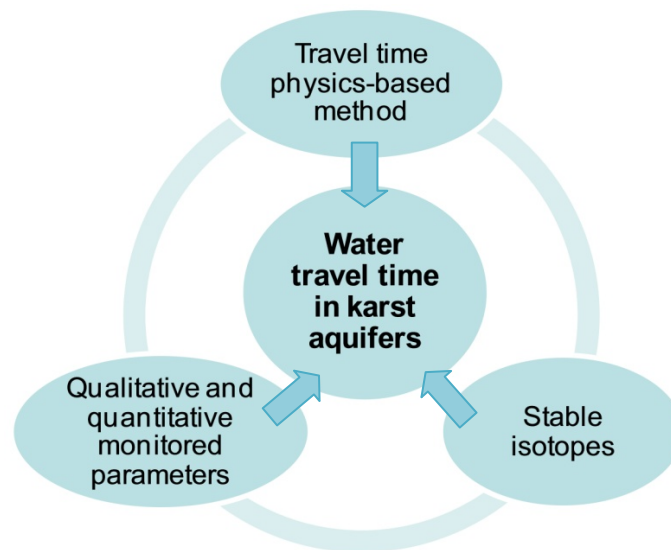 Travel time
physics-based
method
Water
travel time
in karst
aquifers
Qualitative and
quantitative
monitored
parameters
Stable
isotopes